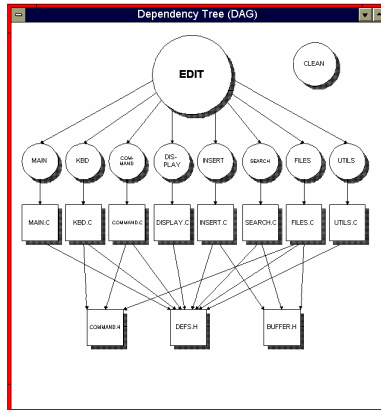 Dependency Tree (DAG)
EDIT
CLEAN
MAIN
KBD
COM-
MAND
DIS-
PLAY
INSERT
SEARCH
FILES
UTILS
MAIN.C
KBD.C
COMMAND.C
DISPLAY.C
INSERT.C
SEARCH.C
FILES.C
UTILS.C
COMMAND.H
DEFS.H
BUFFER.H